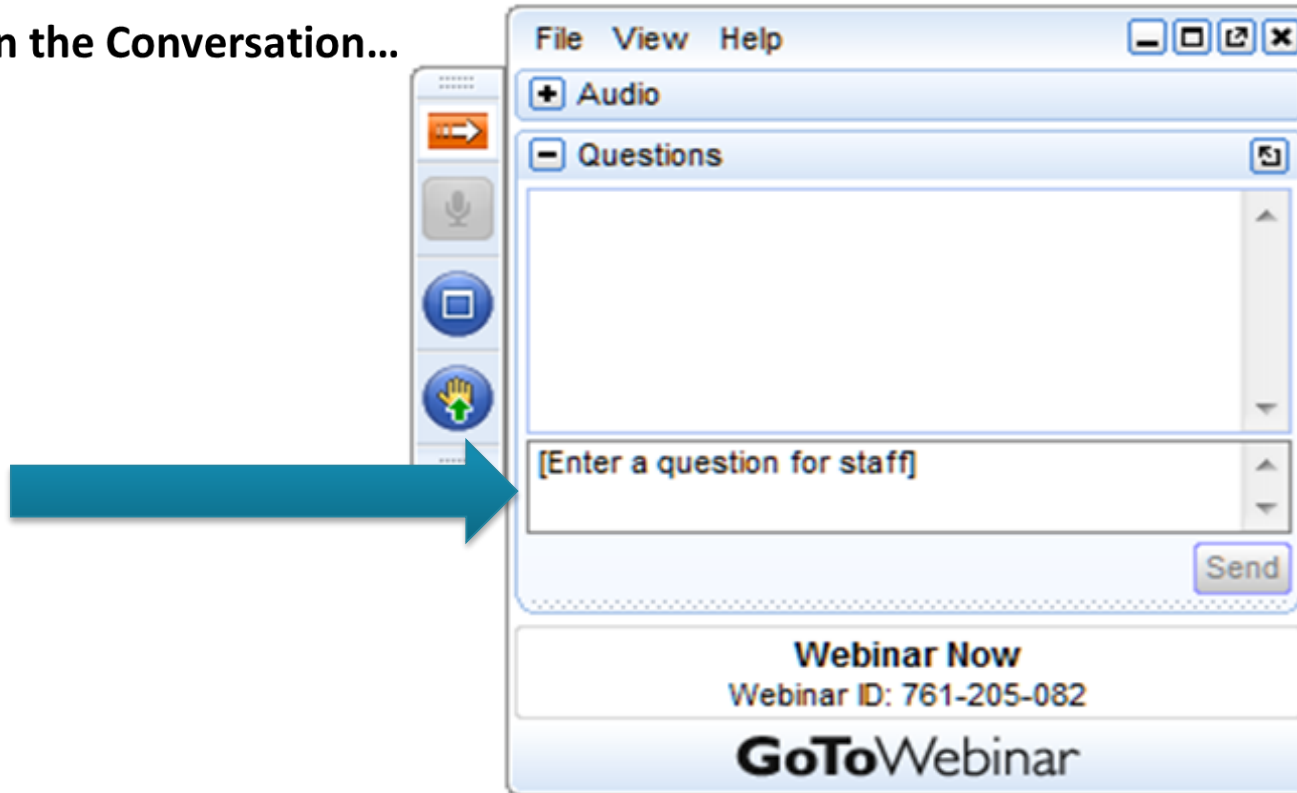 n the Conversation…
File View Help
Audio
Questions
[Enter a question for staff]
Send
Webinar Now
Webinar ID: 761-205-082
GoToWebinar